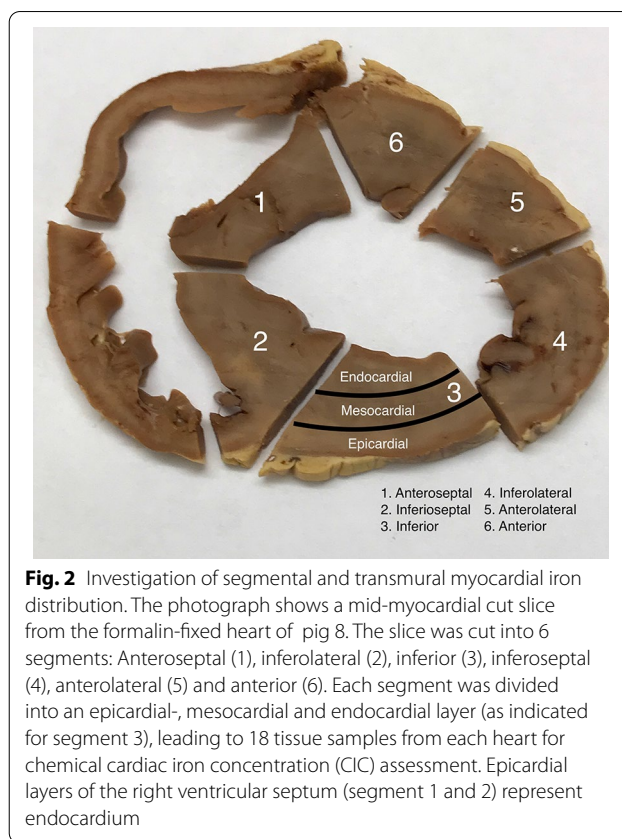 6
1
5
2
4
Endocardial
3
Mesocardial
Epicardial
1. Anteroseptal 4. Inferolateral
2. Inferioseptal 5. Anterolateral
3. Inferior 6. Anterior
Fig. 2 Investigation of segmental and transmural myocardial iron
distribution. The photograph shows a mid-myocardial cut slice
from the formalin-fixed heart of pig 8. The slice was cut into 6
segments: Anteroseptal (1), inferolateral (2), inferior (3), inferoseptal
(4), anterolateral (5) and anterior (6). Each segment was divided
into an epicardial-, mesocardial and endocardial layer (as indicated
for segment 3), leading to 18 tissue samples from each heart for
chemical cardiac iron concentration (CIC) assessment. Epicardial
layers of the right ventricular septum (segment 1 and 2) represent
endocardium